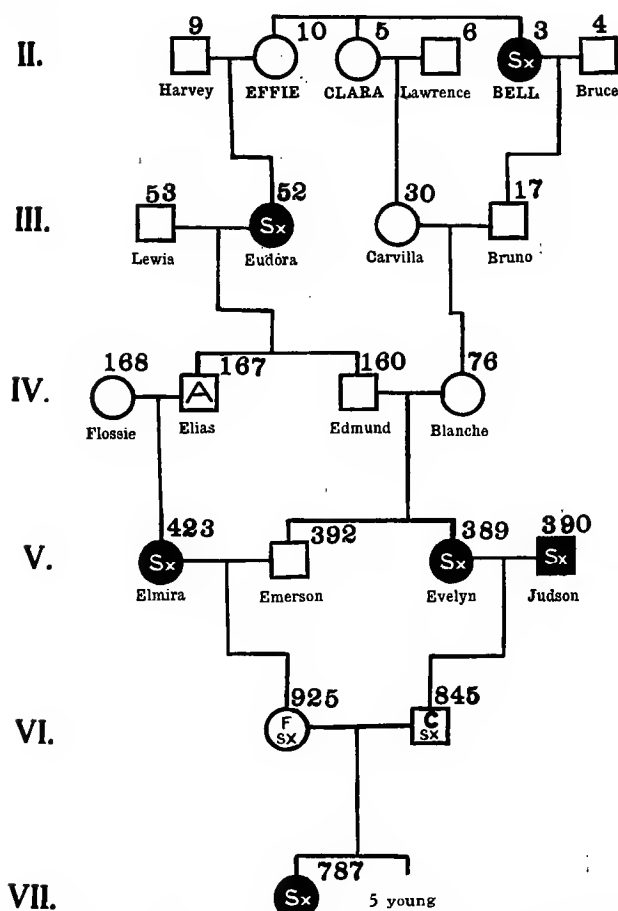 II.
9 10 5 6 3 4
Sx
Harvey EFFIE CLARA Lawrence BELL Bruce
III.
53 52 30 17
Sx
Lewis Eudora Carvilla Bruno
IV.
168 167 160 76
A
Flossie Elias Edmund Blanche
V.
423 392 389 390
Sx Sx Sx
Elmira Emerson Evelyn Judson
VI.
925 845
F C
SX SX
VII.
787
Sx 5 young